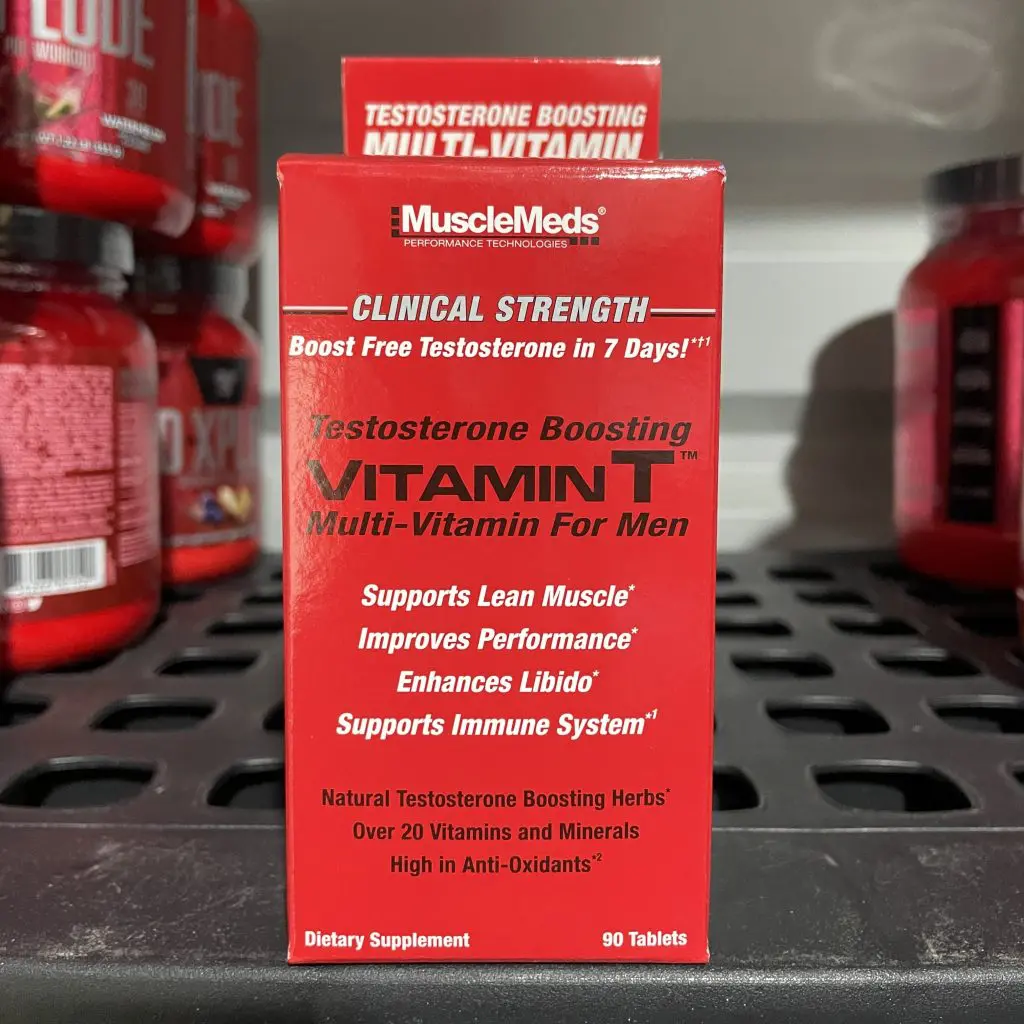 TESTOSTERONE BOOSTING
MULTI-VITAMIN
MuscleMeds®
PERFORMANCE TECHNOLOGIES
CLINICAL STRENGTH
Boost Free Testosterone in 7 Days!*†1
Testosterone Boosting
VITAMIN T™
Multi-Vitamin For Men
Supports Lean Muscle*
Improves Performance*
Enhances Libido*
Supports Immune System*1
Natural Testosterone Boosting Herbs*
Over 20 Vitamins and Minerals
High in Anti-Oxidants*2
Dietary Supplement
90 Tablets
WORKOUT
WATERMELON